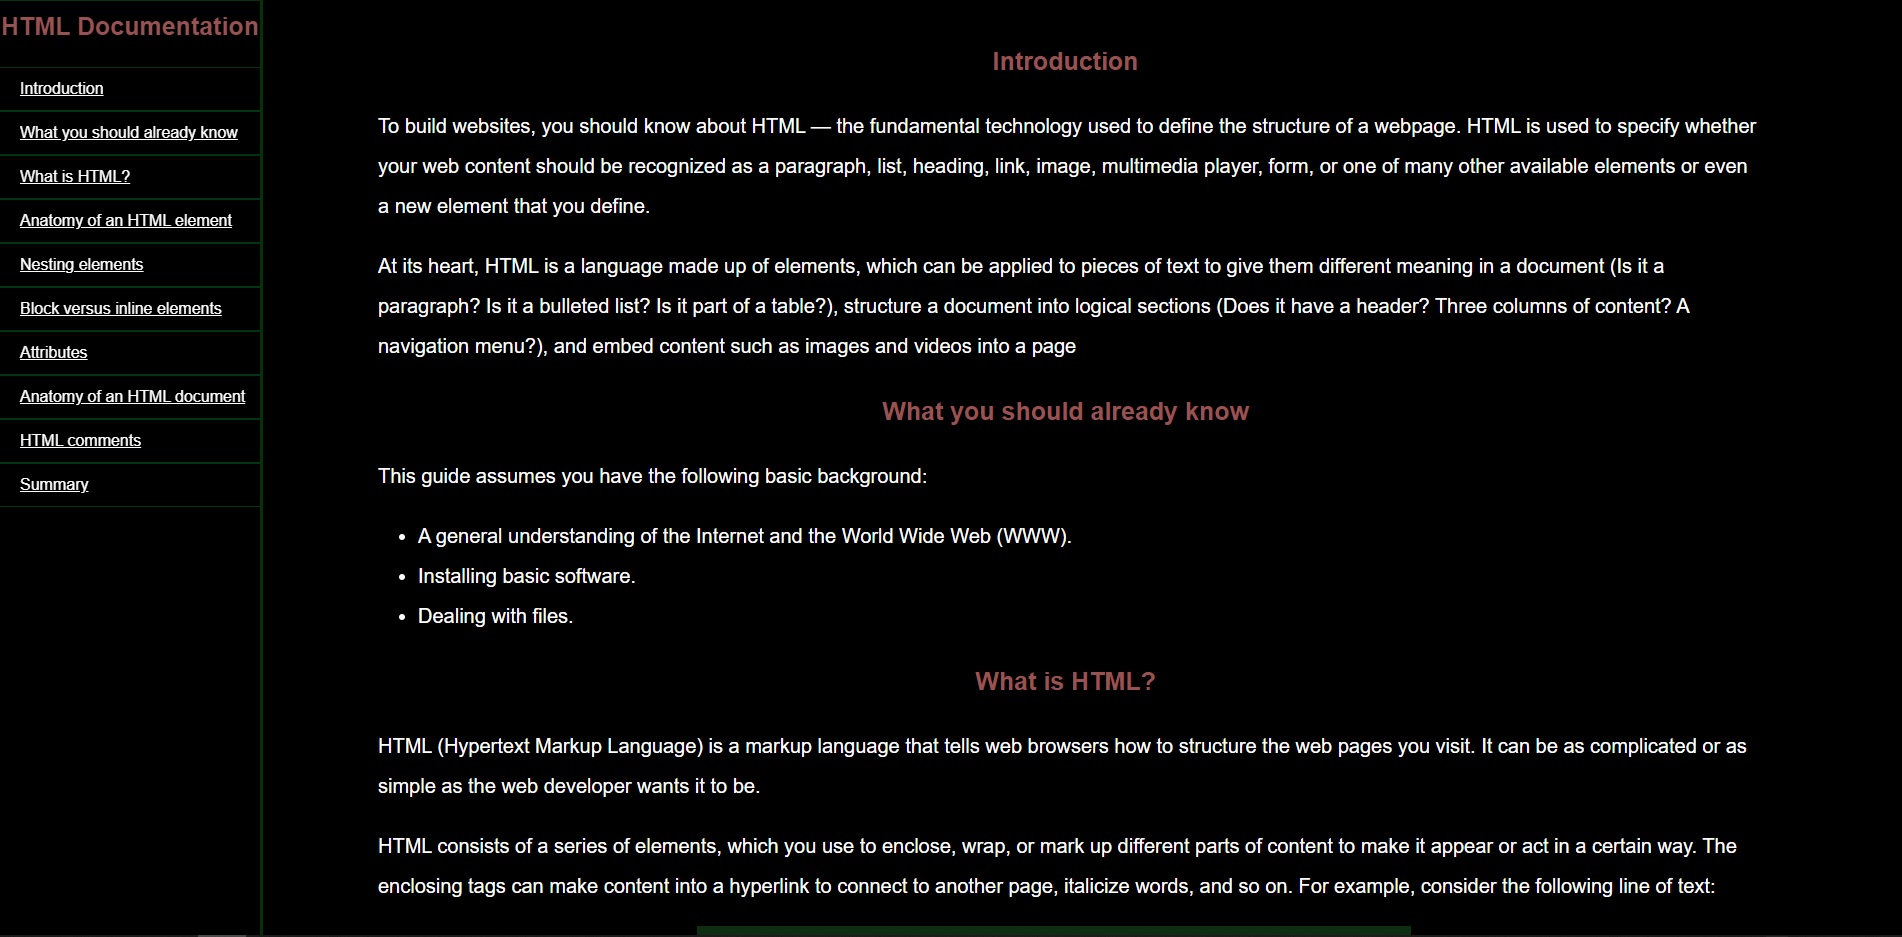 HTML Documentation
Introduction
What you should already know
What is HTML?
Anatomy of an HTML element
Nesting elements
Block versus inline elements
Attributes
Anatomy of an HTML document
HTML comments
Summary
Introduction
To build websites, you should know about HTML — the fundamental technology used to define the structure of a webpage. HTML is used to specify whether
your web content should be recognized as a paragraph, list, heading, link, image, multimedia player, form, or one of many other available elements or even
a new element that you define.
At its heart, HTML is a language made up of elements, which can be applied to pieces of text to give them different meaning in a document (Is it a
paragraph? Is it a bulleted list? Is it part of a table?), structure a document into logical sections (Does it have a header? Three columns of content? A
navigation menu?), and embed content such as images and videos into a page
What you should already know
This guide assumes you have the following basic background:
• A general understanding of the Internet and the World Wide Web (WWW).
• Installing basic software.
• Dealing with files.
What is HTML?
HTML (Hypertext Markup Language) is a markup language that tells web browsers how to structure the web pages you visit. It can be as complicated or as
simple as the web developer wants it to be.
HTML consists of a series of elements, which you use to enclose, wrap, or mark up different parts of content to make it appear or act in a certain way. The
enclosing tags can make content into a hyperlink to connect to another page, italicize words, and so on. For example, consider the following line of text: